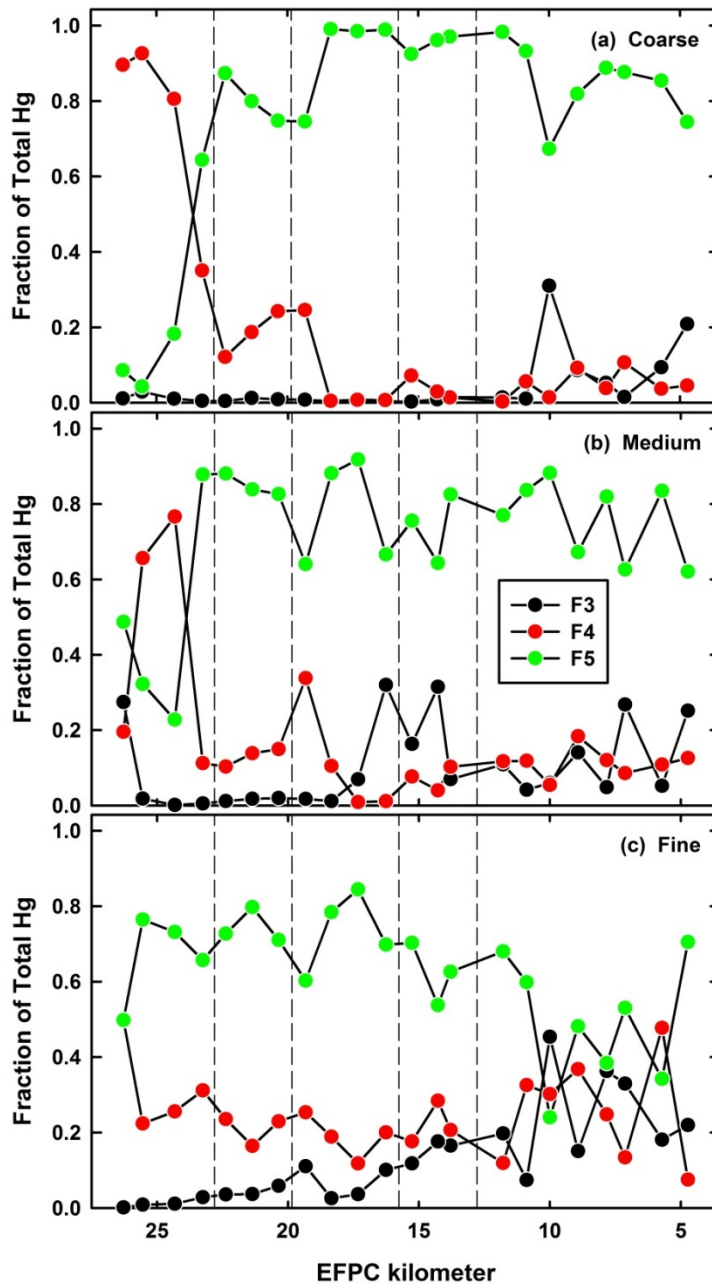 1.0
(a) Coarse
0.8
0.6
0.4
0.2
0.0
Fraction of Total Hg
1.0
(b) Medium
0.8
0.6
0.4
0.2
0.0
Fraction of Total Hg
F3
F4
F5
1.0
(c) Fine
0.8
0.6
0.4
0.2
0.0
Fraction of Total Hg
25 20 15 10 5
EFPC kilometer